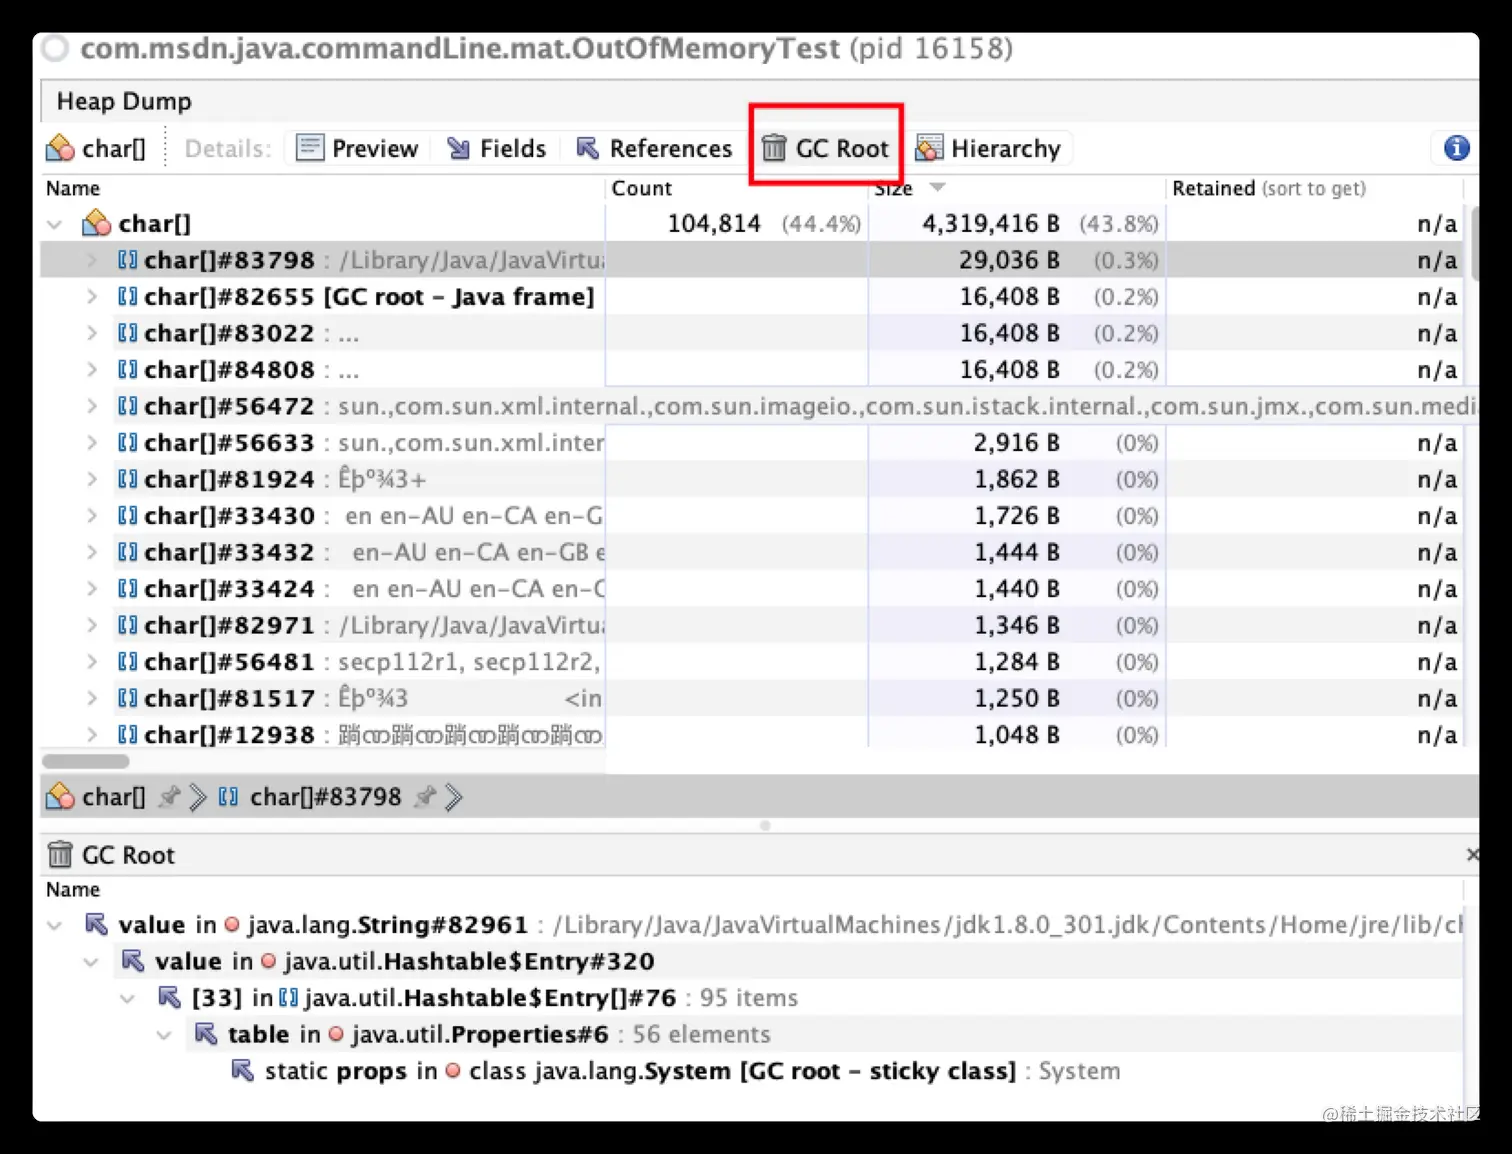 com.msdn.java.commandLine.mat.OutOfMemoryTest (pid 16158)
Heap Dump
char[] Details: Preview Fields References GC Root Hierarchy
Name Count Size Retained (sort to get)
char[] 104,814 (44.4%) 4,319,416 B (43.8%) n/a
char[]#83798 : /Library/Java/JavaVirtu 29,036 B (0.3%) n/a
char[]#82655 [GC root – Java frame] 16,408 B (0.2%) n/a
char[]#83022 : ... 16,408 B (0.2%) n/a
char[]#84808 : ... 16,408 B (0.2%) n/a
char[]#56472 : sun.,com.sun.xml.internal.,com.sun.imageio.,com.sun.istack.internal.,com.sun.jmx.,com.sun.medi
char[]#56633 : sun.,com.sun.xml.inter 2,916 B (0%) n/a
char[]#81924 : Êþº¾3+ 1,862 B (0%) n/a
char[]#33430 : en en-AU en-CA en-G 1,726 B (0%) n/a
char[]#33432 : en-AU en-CA en-GB e 1,444 B (0%) n/a
char[]#33424 : en en-AU en-CA en-C 1,440 B (0%) n/a
char[]#82971 : /Library/Java/JavaVirtu 1,346 B (0%) n/a
char[]#56481 : secp112r1, secp112r2, 1,284 B (0%) n/a
char[]#81517 : Êþº¾3 <in 1,250 B (0%) n/a
char[]#12938 : 1,048 B (0%) n/a
char[] char[]#83798
GC Root
Name
value in java.lang.String#82961 : /Library/Java/JavaVirtualMachines/jdk1.8.0_301.jdk/Contents/Home/jre/lib/cl
value in java.util.Hashtable$Entry#320
[33] in java.util.Hashtable$Entry[]#76 : 95 items
table in java.util.Properties#6 : 56 elements
static props in class java.lang.System [GC root – sticky class] : System
@稀土掘金技术社区